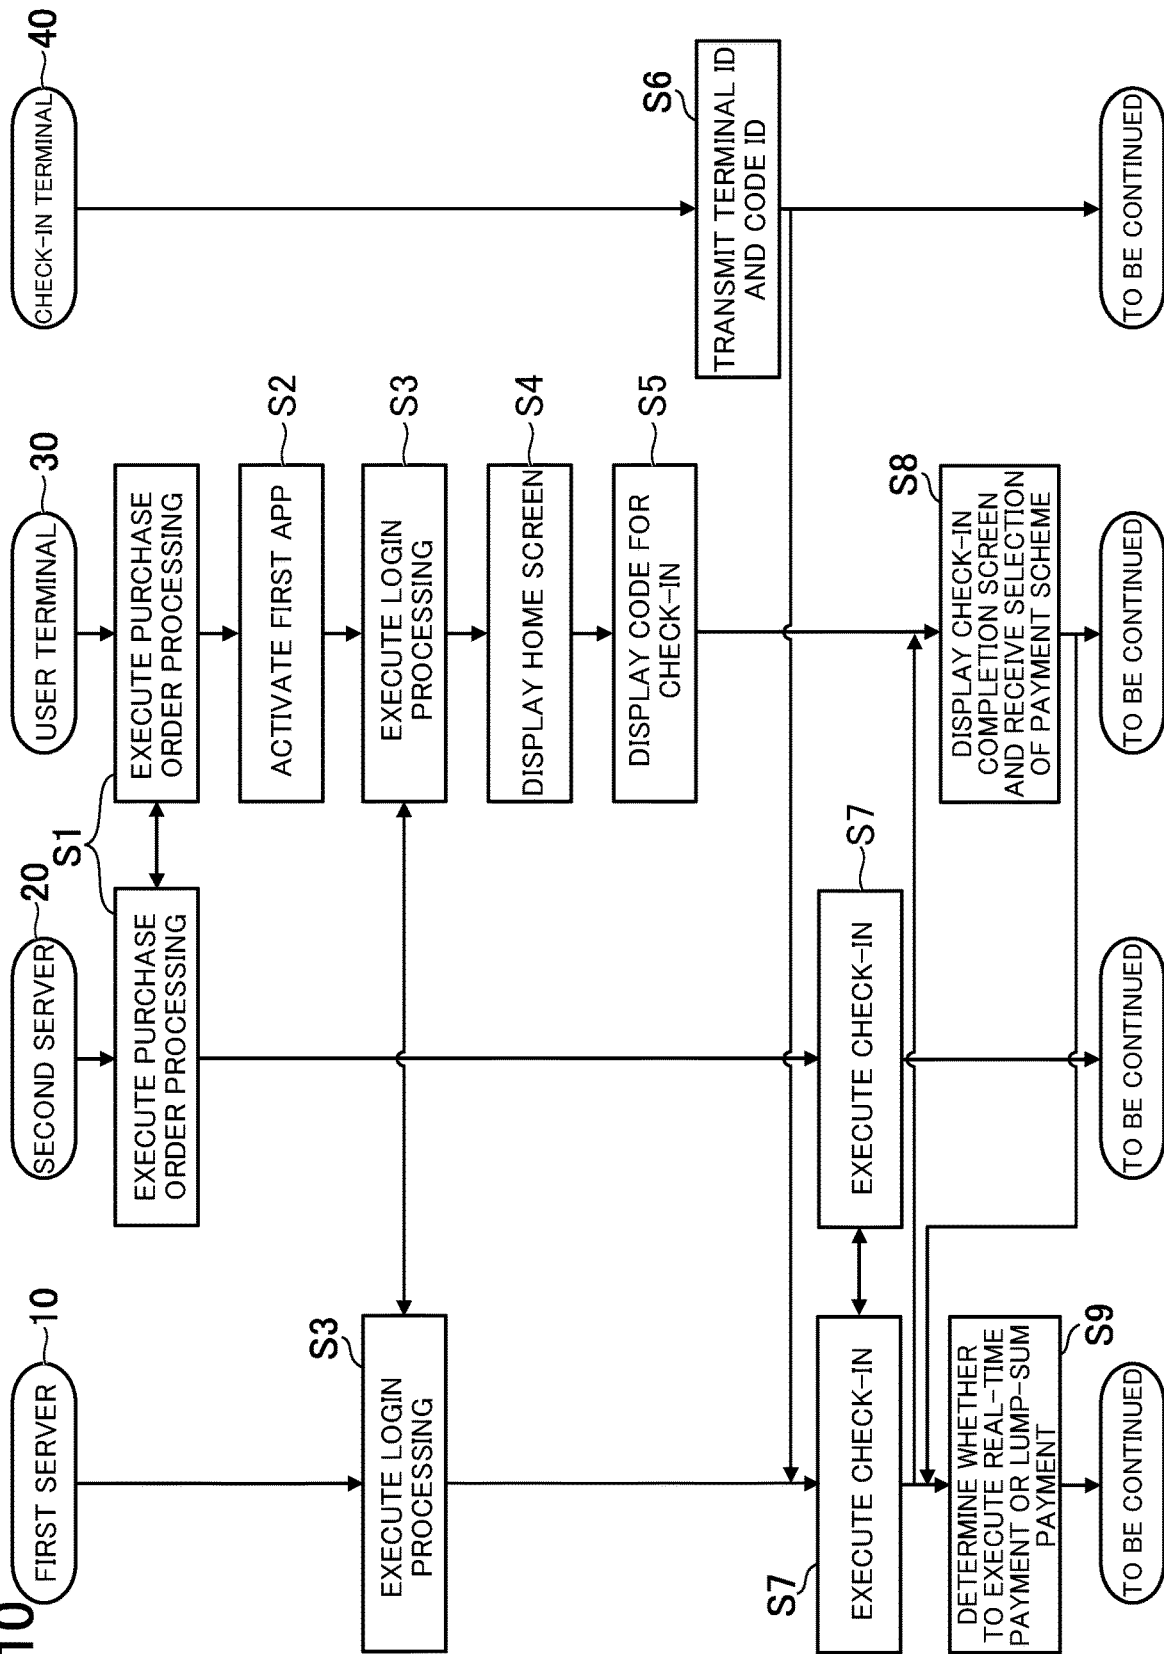 10
FIRST SERVER
10
SECOND SERVER
20
USER TERMINAL
30
CHECK-IN TERMINAL
40
S1
EXECUTE PURCHASE
ORDER PROCESSING
EXECUTE PURCHASE
ORDER PROCESSING
ACTIVATE FIRST APP
S2
S3
EXECUTE LOGIN
PROCESSING
EXECUTE LOGIN
PROCESSING
S3
DISPLAY HOME SCREEN
S4
DISPLAY CODE FOR
CHECK-IN
S5
S6
TRANSMIT TERMINAL ID
AND CODE ID
S7
EXECUTE CHECK-IN
EXECUTE CHECK-IN
S7
S8
DISPLAY CHECK-IN
COMPLETION SCREEN
AND RECEIVE SELECTION
OF PAYMENT SCHEME
DETERMINE WHETHER
TO EXECUTE REAL-TIME
PAYMENT OR LUMP-SUM
PAYMENT
S9
TO BE CONTINUED
TO BE CONTINUED
TO BE CONTINUED
TO BE CONTINUED